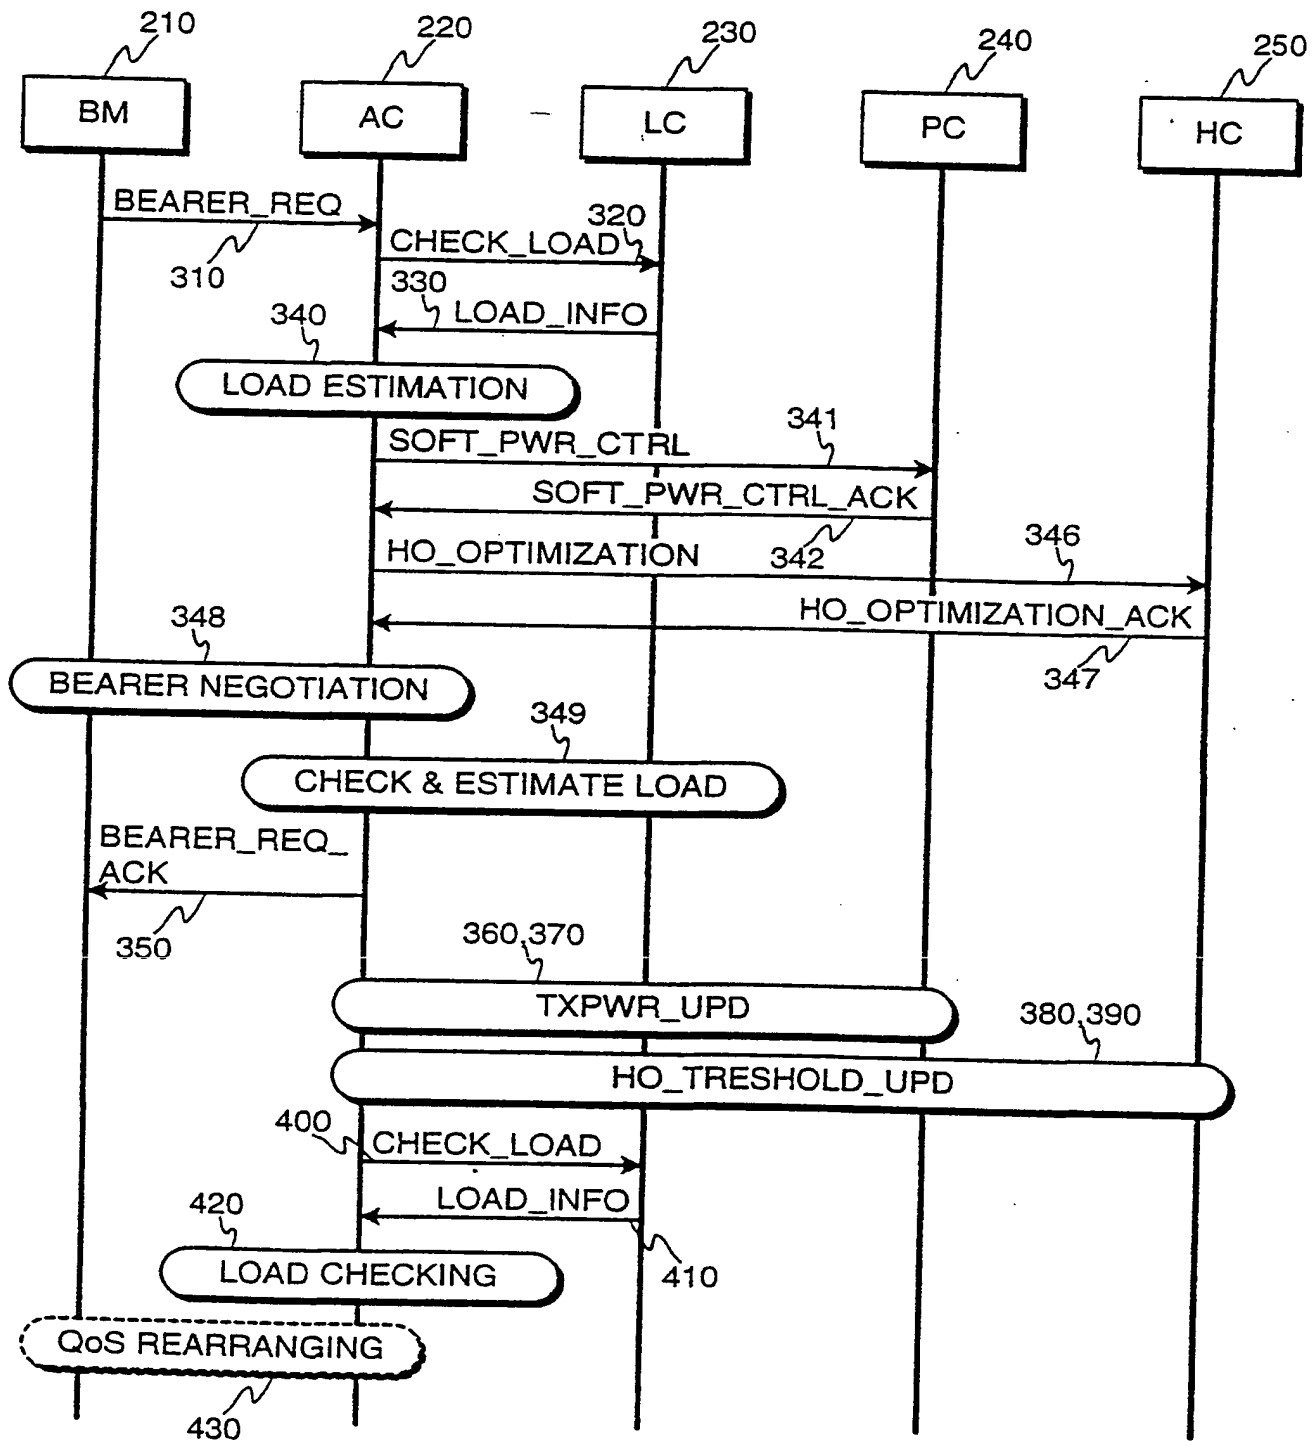 210
220
230
240
250
BM
AC
LC
PC
HC
BEARER_REQ
310
320
CHECK_LOAD
330
LOAD_INFO
340
LOAD ESTIMATION
341
SOFT_PWR_CTRL
SOFT_PWR_CTRL_ACK
342
346
HO_OPTIMIZATION
HO_OPTIMIZATION_ACK
347
348
BEARER NEGOTIATION
349
CHECK & ESTIMATE LOAD
BEARER_REQ_
ACK
350
360,370
TXPWR_UPD
380,390
HO_TRESHOLD_UPD
400
CHECK_LOAD
LOAD_INFO
410
420
LOAD CHECKING
QoS REARRANGING
430